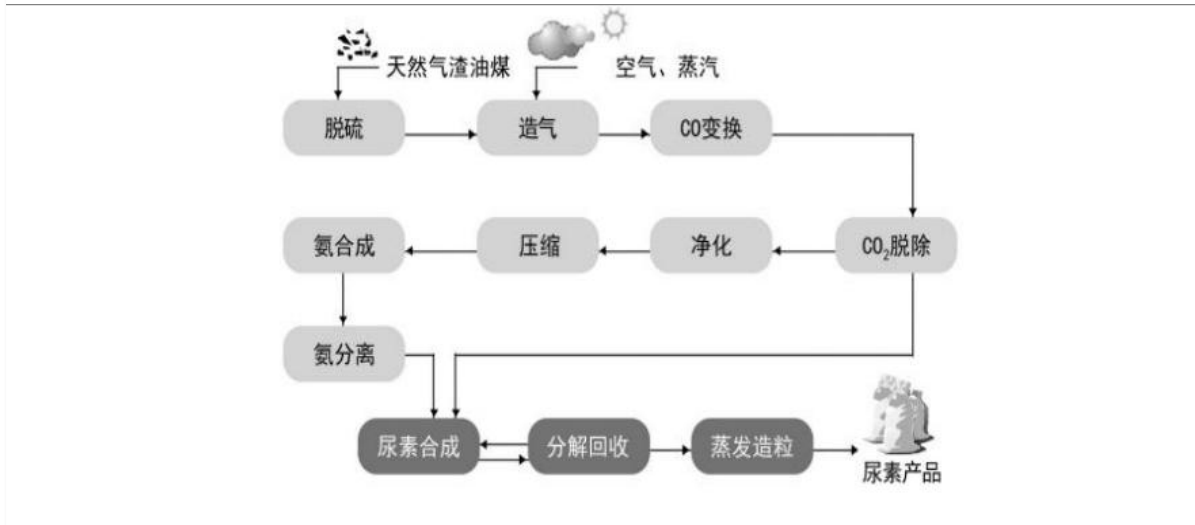 天然气渣油煤
空气、蒸汽
脱硫
造气
CO变换
氨合成
压缩
净化
CO₂脱除
氨分离
尿素合成
分解回收
蒸发造粒
尿素产品